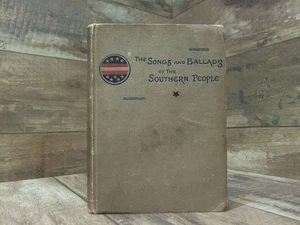 The Songs and Ballads
of the
Southern People